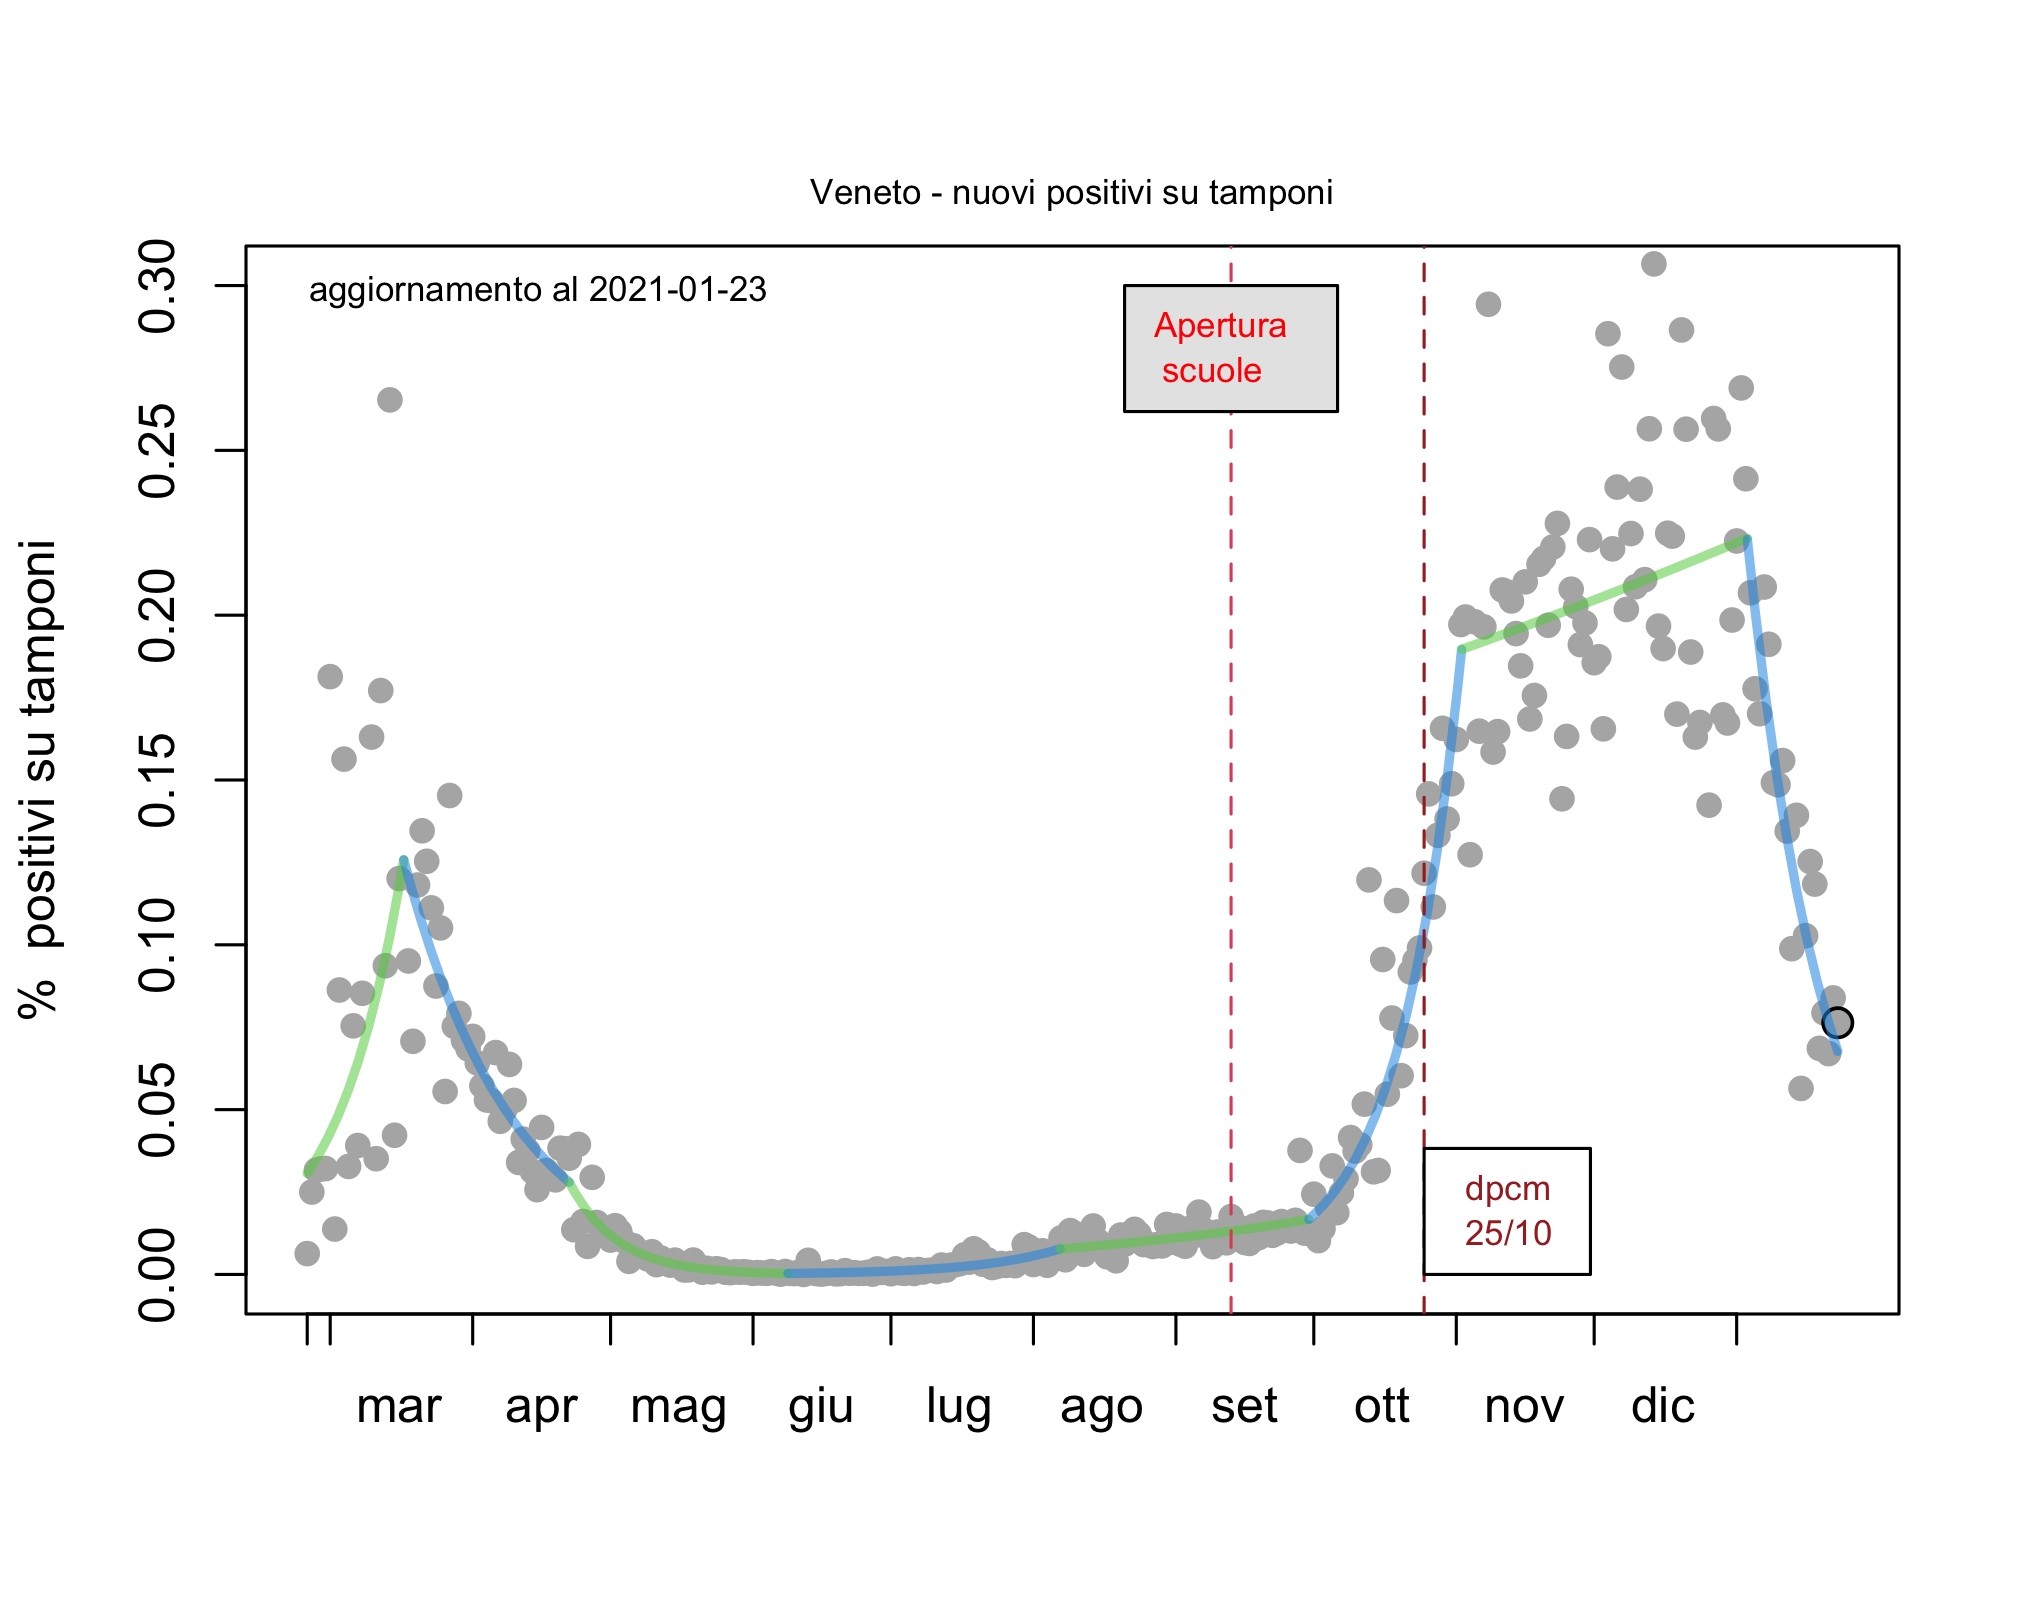 Veneto - nuovi positivi su tamponi
aggiornamento al 2021-01-23
Apertura
scuole
dpcm
25/10
% positivi su tamponi
0.30
0.25
0.20
0.15
0.10
0.05
0.00
mar apr mag giu lug ago set ott nov dic